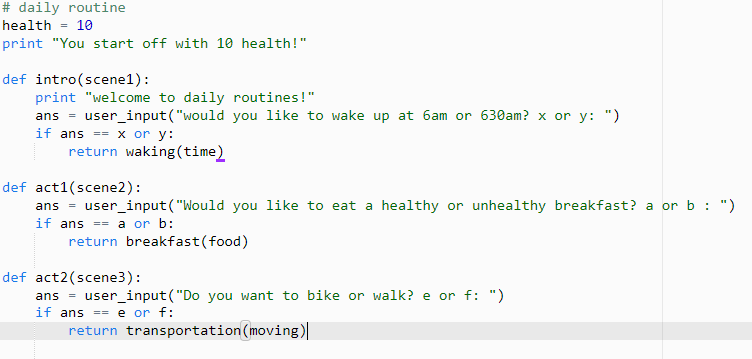 # daily routine
health = 10
print "You start off with 10 health!"
def intro(scene1):
print "welcome to daily routines!"
ans = user_input("would you like to wake up at 6am or 630am? x or y: ")
if ans == x or y:
return waking(time)
def act1(scene2):
ans = user_input("Would you like to eat a healthy or unhealthy breakfast? a or b : ")
if ans == a or b:
return breakfast(food)
def act2(scene3):
ans = user_input("Do you want to bike or walk? e or f: ")
if ans == e or f:
return transportation(moving)